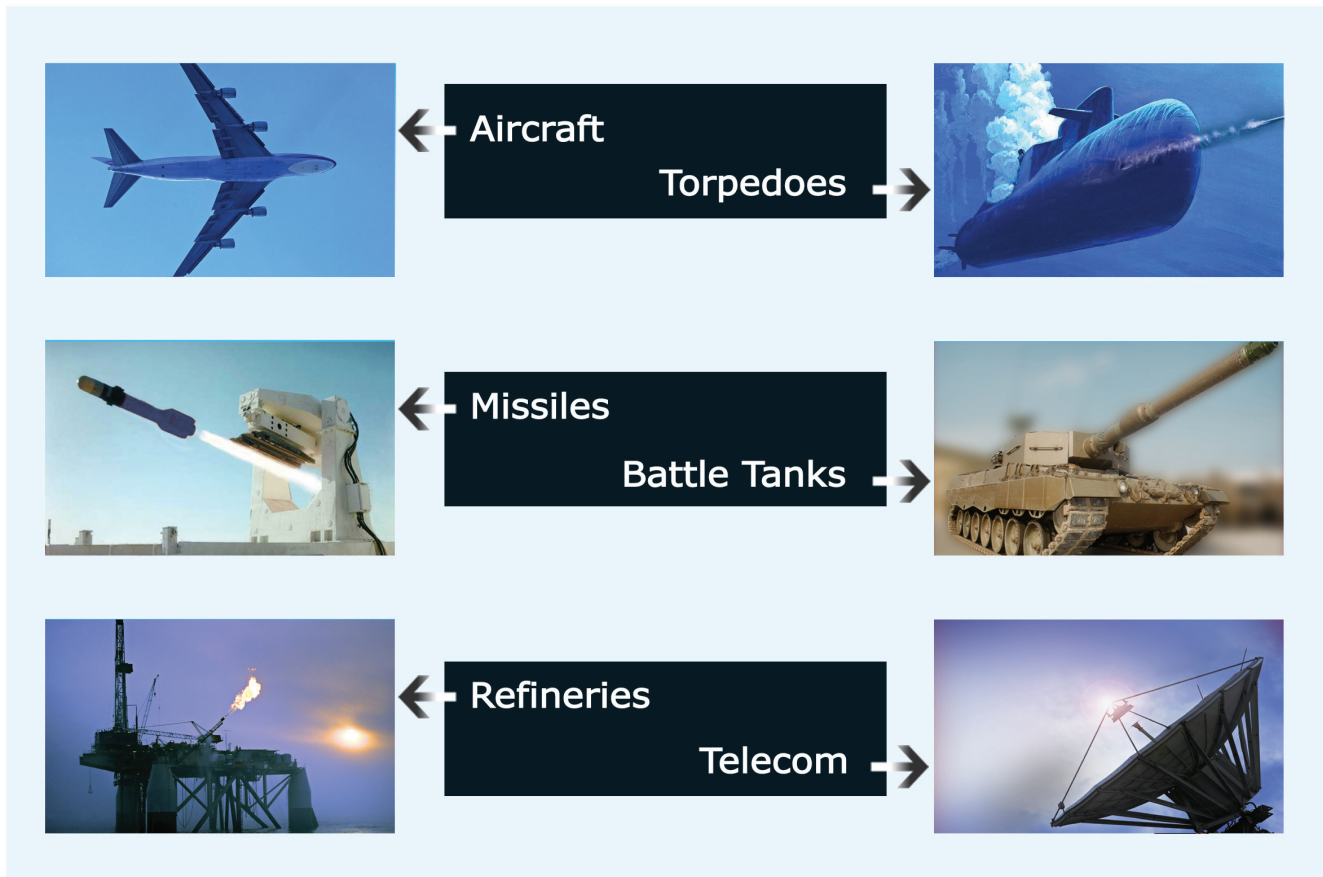 Aircraft
Torpedoes
Missiles
Battle Tanks
Refineries
Telecom